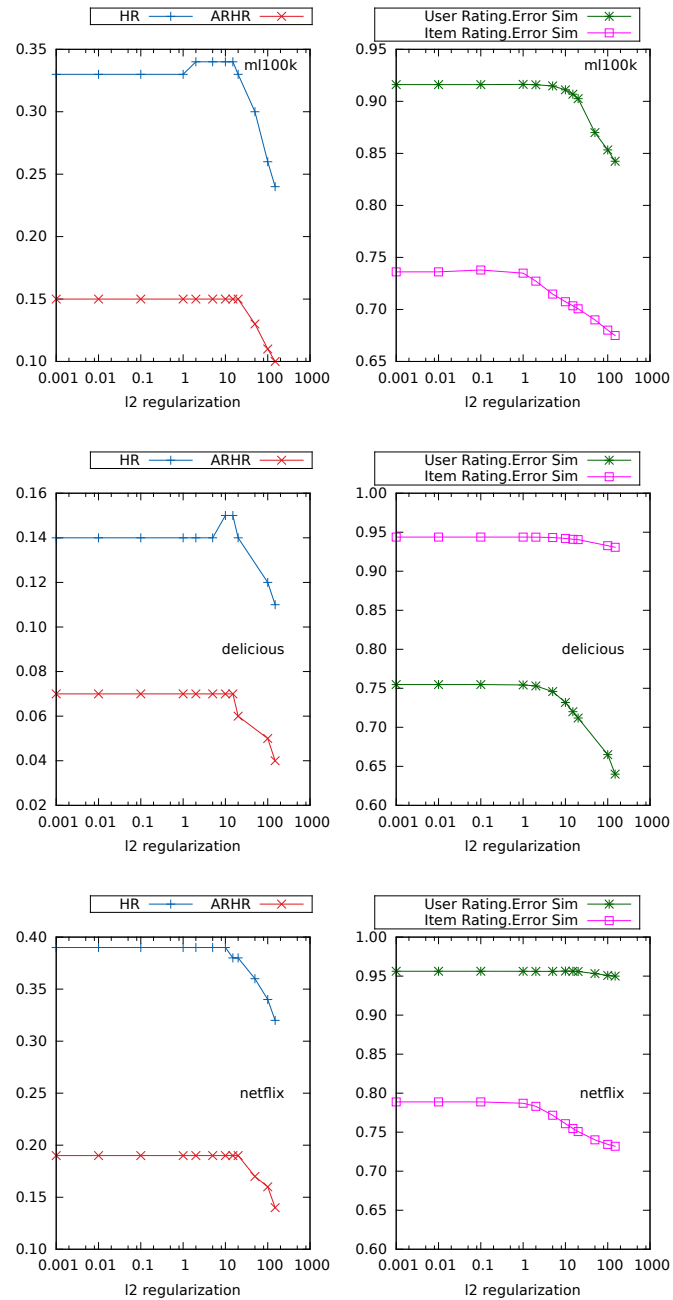 HR ARHR
0.35
0.30
0.25
0.20
0.15
0.10
ml100k
0.001 0.01 0.1 1 10 100 1000
l2 regularization
User Rating.Error Sim
Item Rating.Error Sim
0.95
0.90
0.85
0.80
0.75
0.70
0.65
ml100k
0.001 0.01 0.1 1 10 100 1000
l2 regularization
HR ARHR
0.16
0.14
0.12
0.10
0.08
0.06
0.04
0.02
delicious
0.001 0.01 0.1 1 10 100 1000
l2 regularization
User Rating.Error Sim
Item Rating.Error Sim
1.00
0.95
0.90
0.85
0.80
0.75
0.70
0.65
0.60
delicious
0.001 0.01 0.1 1 10 100 1000
l2 regularization
HR ARHR
0.40
0.35
0.30
0.25
0.20
0.15
0.10
netflix
0.001 0.01 0.1 1 10 100 1000
l2 regularization
User Rating.Error Sim
Item Rating.Error Sim
1.00
0.95
0.90
0.85
0.80
0.75
0.70
0.65
0.60
netflix
0.001 0.01 0.1 1 10 100 1000
l2 regularization